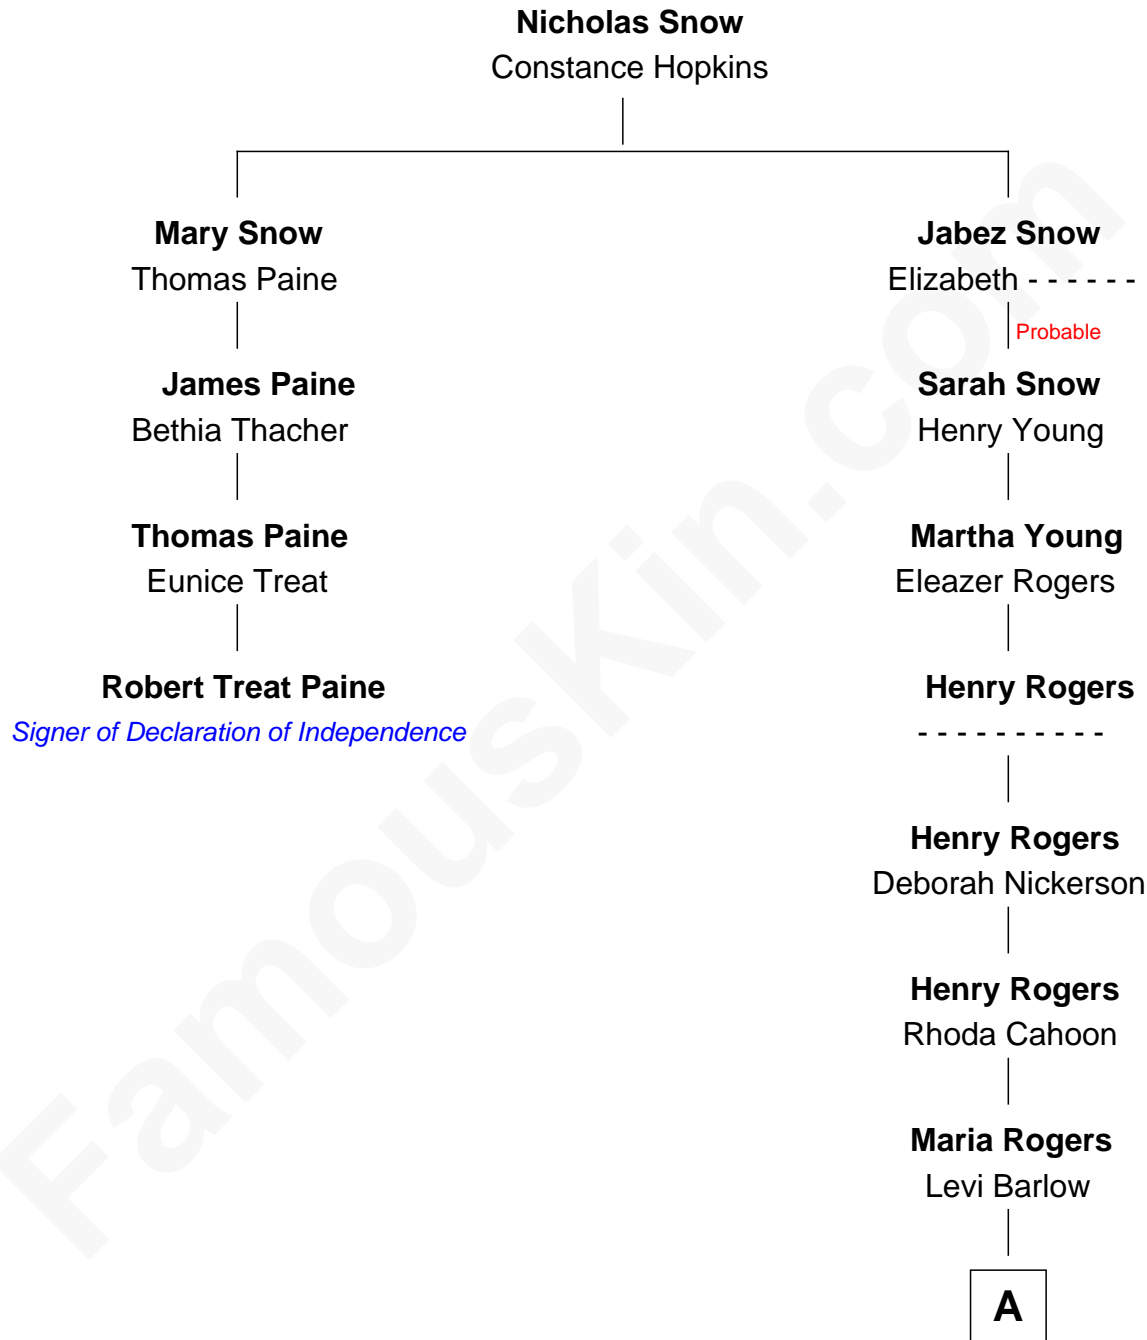 Nicholas Snow
Constance Hopkins
Mary Snow
Thomas Paine
James Paine
Bethia Thacher
Thomas Paine
Eunice Treat
Robert Treat Paine
Signer of Declaration of Independence
Jabez Snow
Elizabeth - - - - - -
Probable
Sarah Snow
Henry Young
Martha Young
Eleazer Rogers
Henry Rogers
- - - - - - - - - -
Henry Rogers
Deborah Nickerson
Henry Rogers
Rhoda Cahoon
Maria Rogers
Levi Barlow
A
FamousKin.com